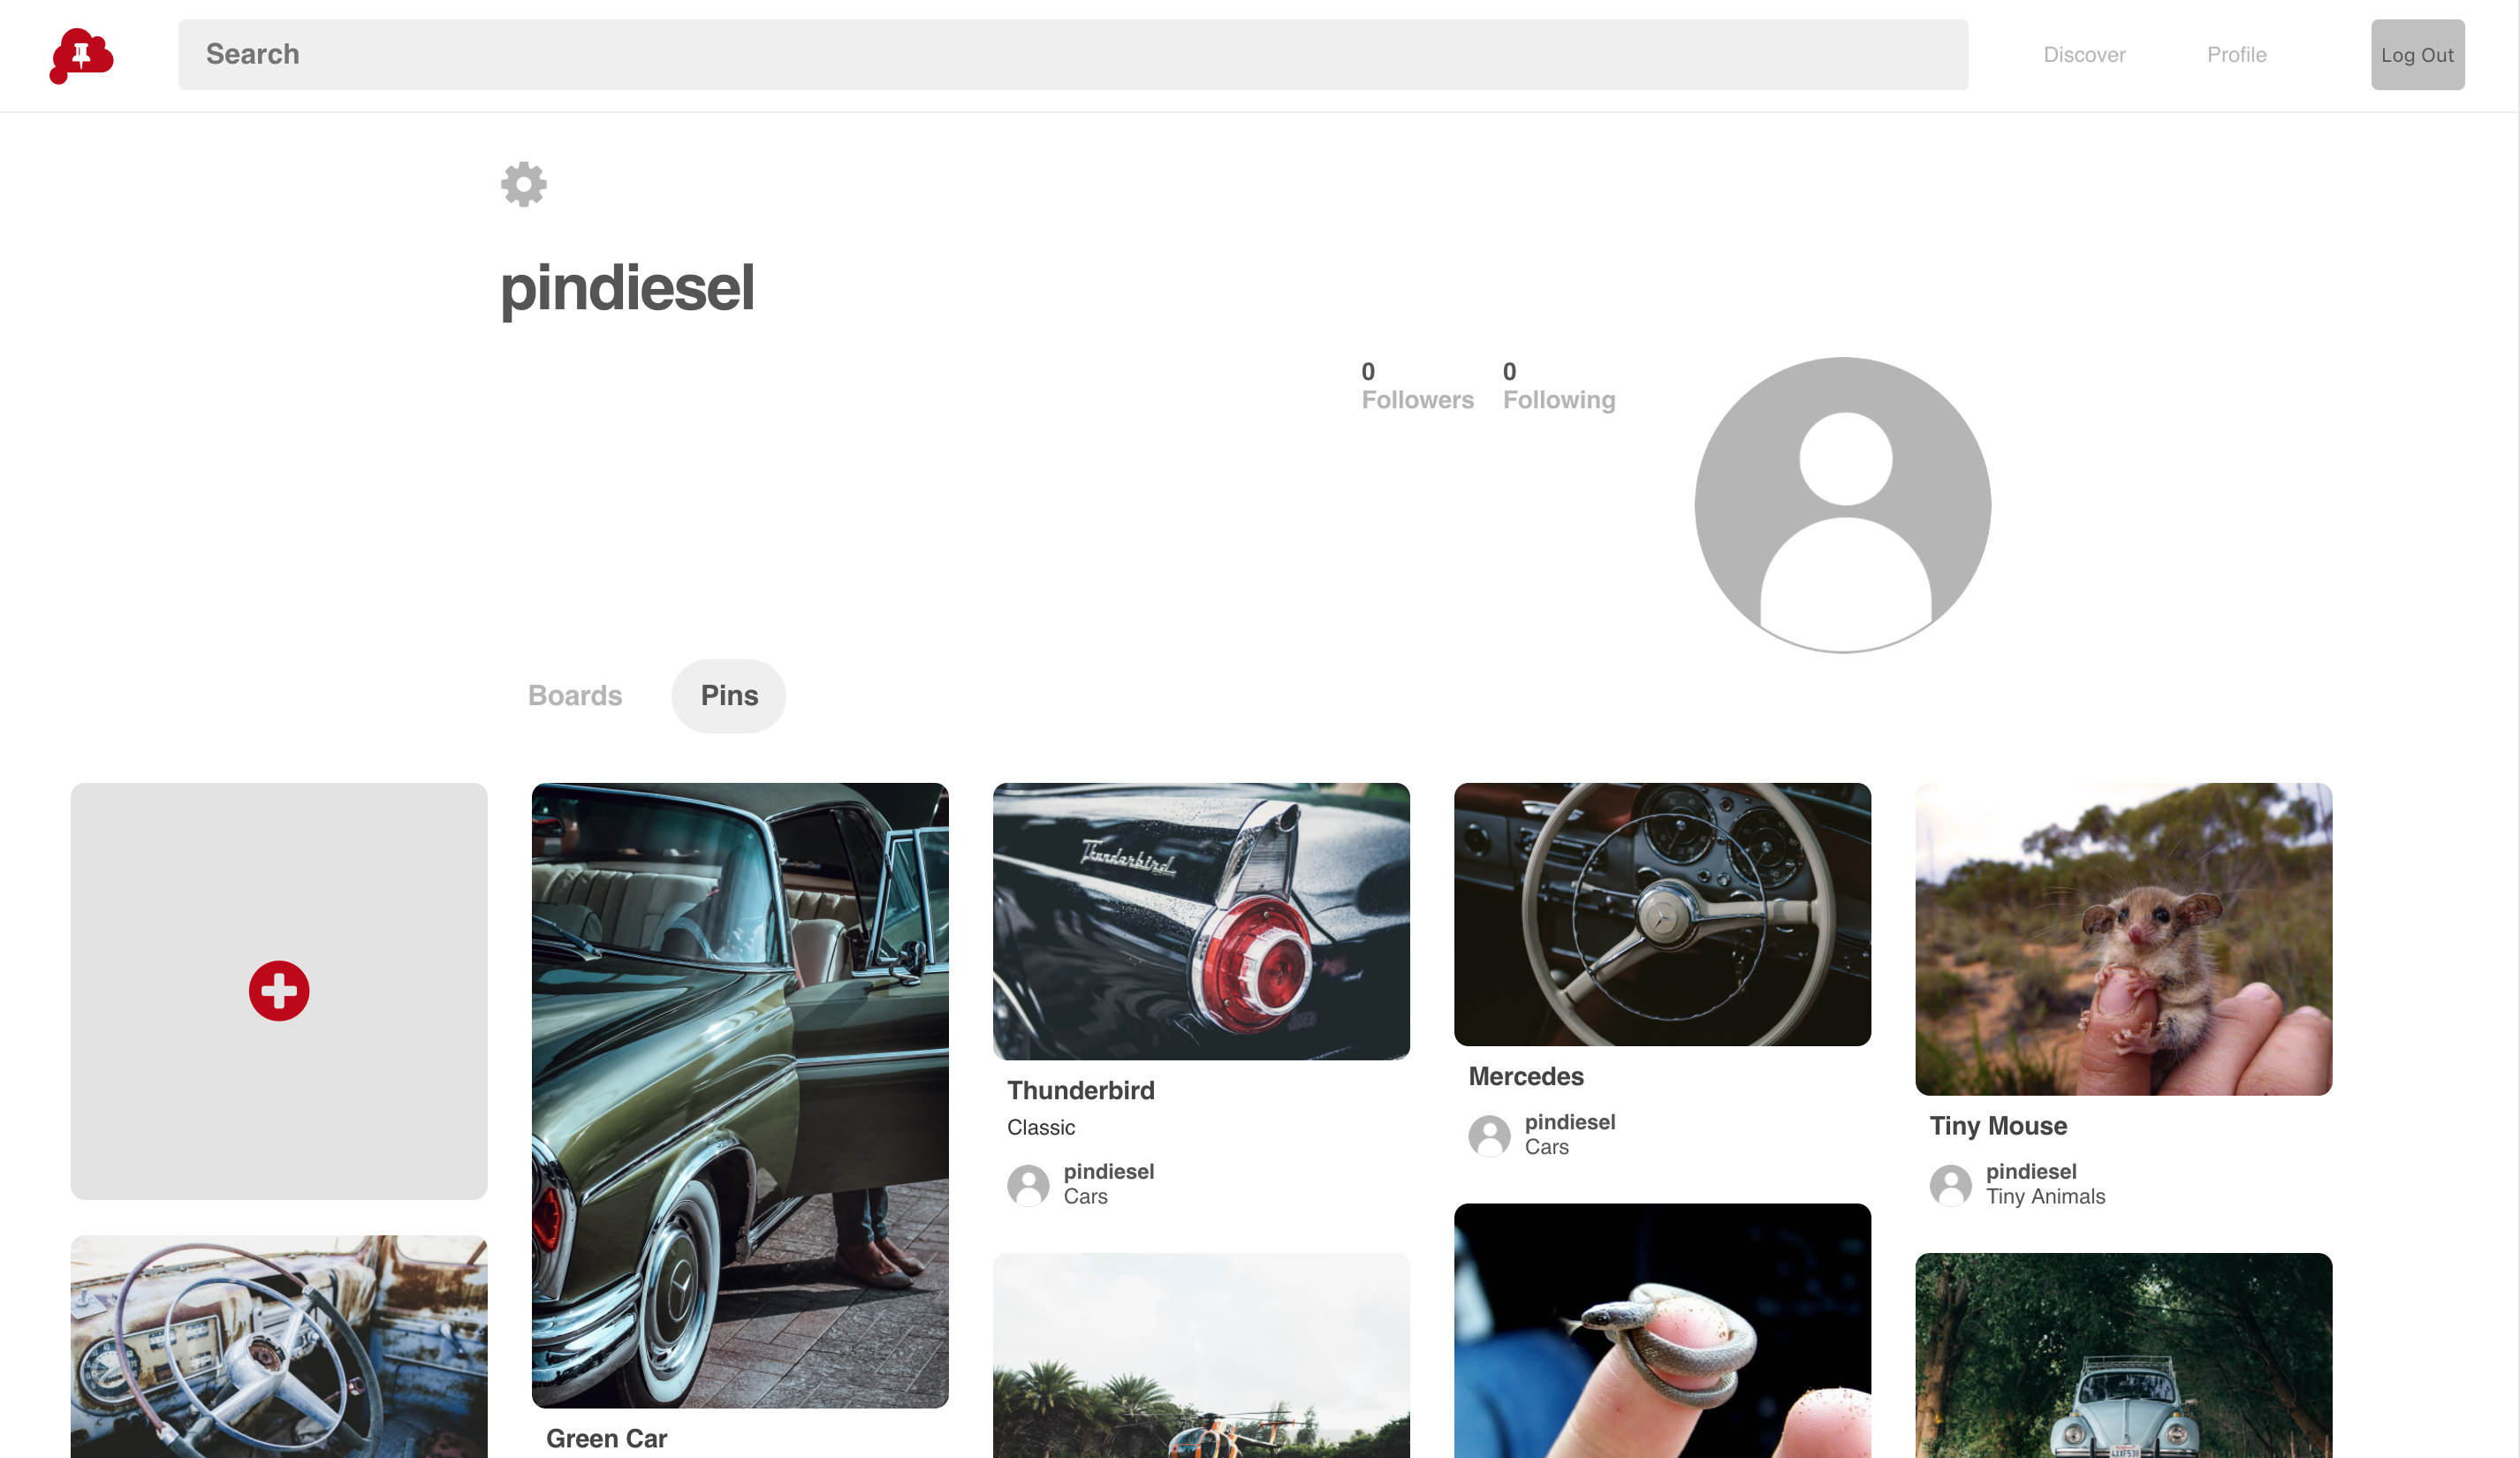 Search
Discover
Profile
Log Out
pindiesel
0
Followers
0
Following
Boards
Pins
Thunderbird
Green Car
Thunderbird
Classic
pindiesel
Cars
Mercedes
pindiesel
Cars
Tiny Mouse
pindiesel
Tiny Animals